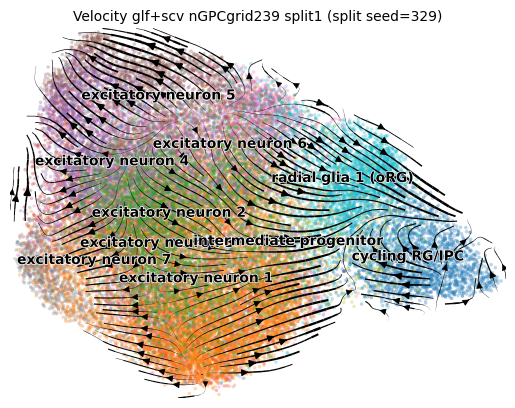 Velocity glf+scv nGPCgrid239 split1 (split seed=329)
excitatory neuron 5
excitatory neuron 6
excitatory neuron 4
radial glia 1 (oRG)
excitatory neuron 2
excitatory intermediate progenitor
cycling RG/IPC
excitatory neuron 7
excitatory neuron 1